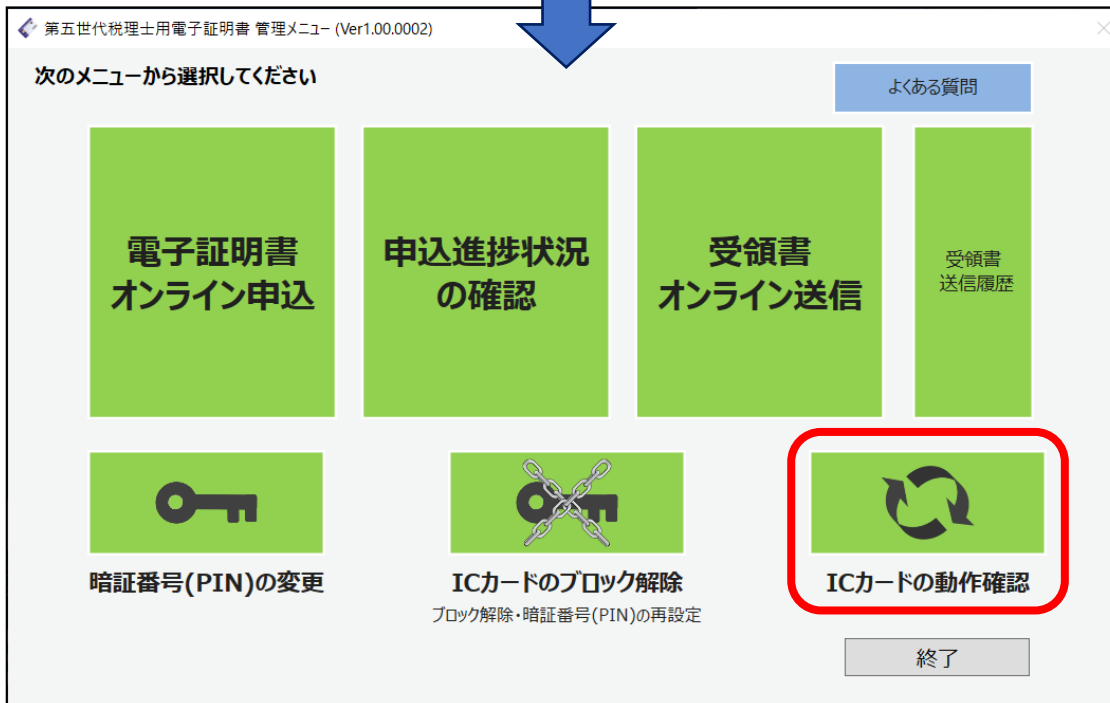 第五世代税理士用電子証明書 管理メニュー (Ver1.00.0002)
次のメニューから選択してください
よくある質問
電子証明書
オンライン申込
申込進捗状況
の確認
受領書
オンライン送信
受領書
送信履歴
暗証番号(PIN)の変更
ICカードのブロック解除
ブロック解除・暗証番号(PIN)の再設定
ICカードの動作確認
終了